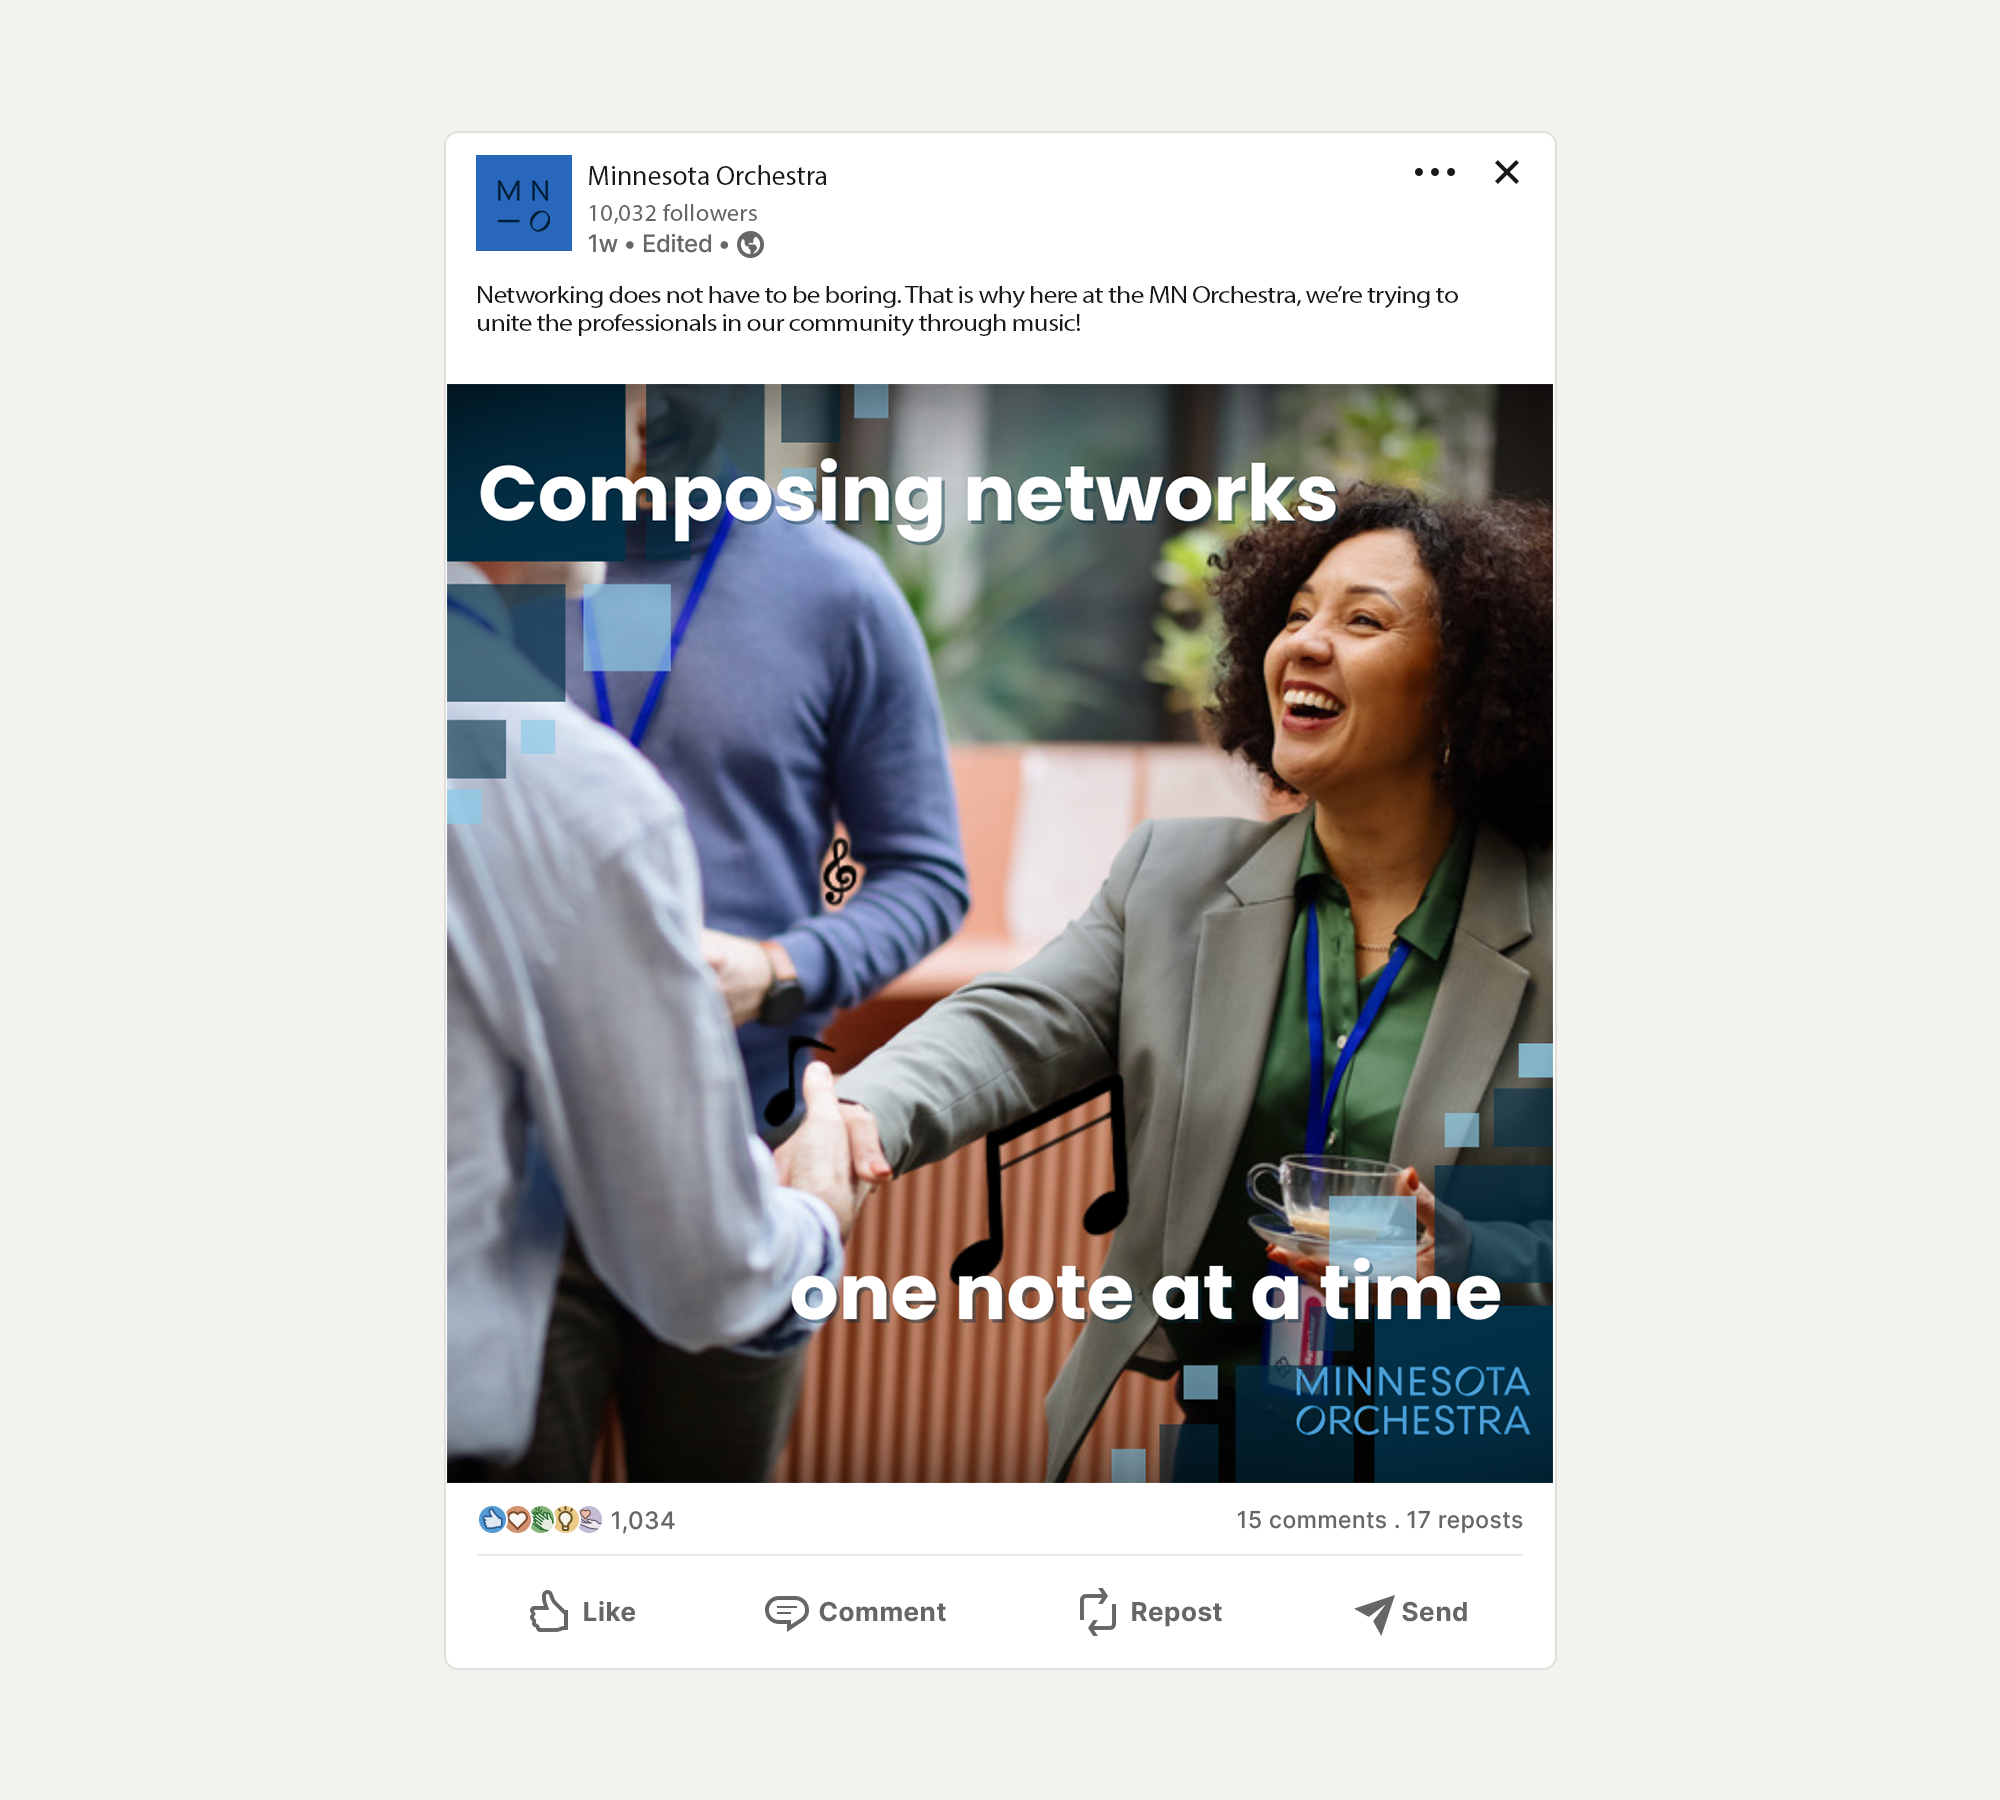 MN
—O
Minnesota Orchestra
10,032 followers
1w • Edited •
Networking does not have to be boring. That is why here at the MN Orchestra, we’re trying to
unite the professionals in our community through music!
Composing networks
one note at a time
MINNESOTA
ORCHESTRA
1,034
15 comments . 17 reposts
Like
Comment
Repost
Send